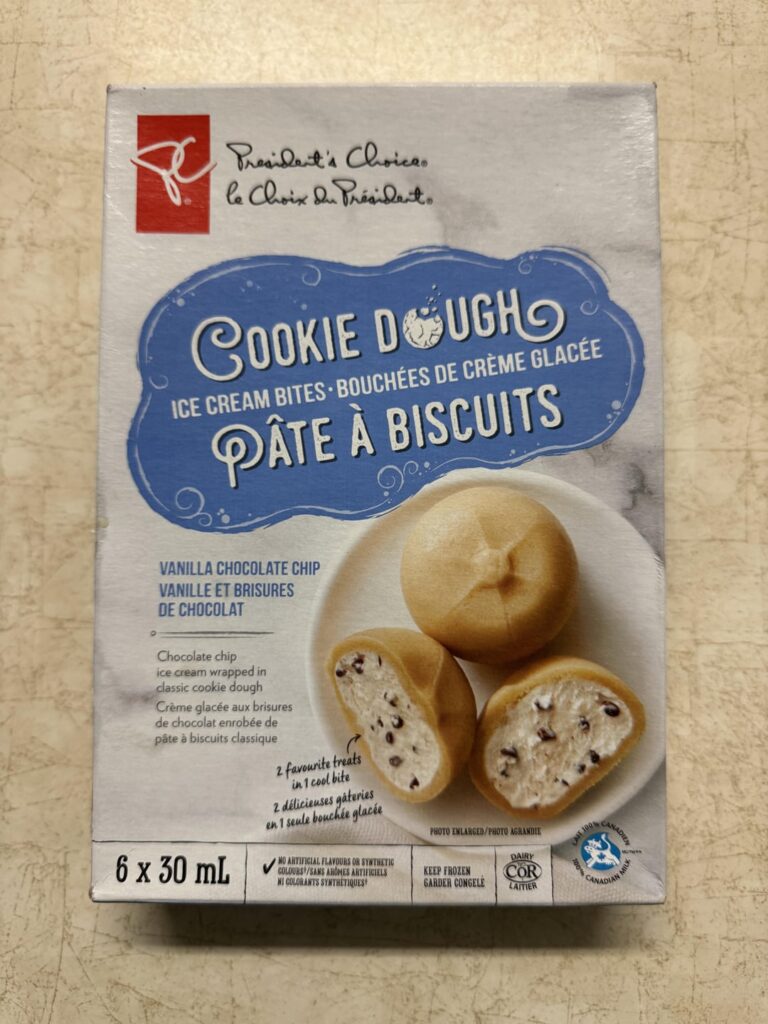 PC®
President's Choice®
le Choix du Président®
COOKIE DOUGH
ICE CREAM BITES • BOUCHÉES DE CRÈME GLACÉE
PÂTE À BISCUITS
VANILLA CHOCOLATE CHIP
VANILLE ET BRISURES
DE CHOCOLAT
Chocolate chip
ice cream wrapped in
classic cookie dough
Crème glacée aux brisures
de chocolat enrobée de
pâte à biscuits classique
2 favourite treats
in 1 cool bite
2 délicieuses gâteries
en 1 seule bouchée glacée
PHOTO ENLARGED/PHOTO AGRANDIE
6 x 30 mL
✓ NO ARTIFICIAL FLAVOURS OR SYNTHETIC
COLOURS‡/SANS ARÔMES ARTIFICIELS
NI COLORANTS SYNTHÉTIQUES‡
KEEP FROZEN
GARDER CONGELÉ
DAIRY
COR
LAITIER
LAIT 100% CANADIEN
100% CANADIAN MILK